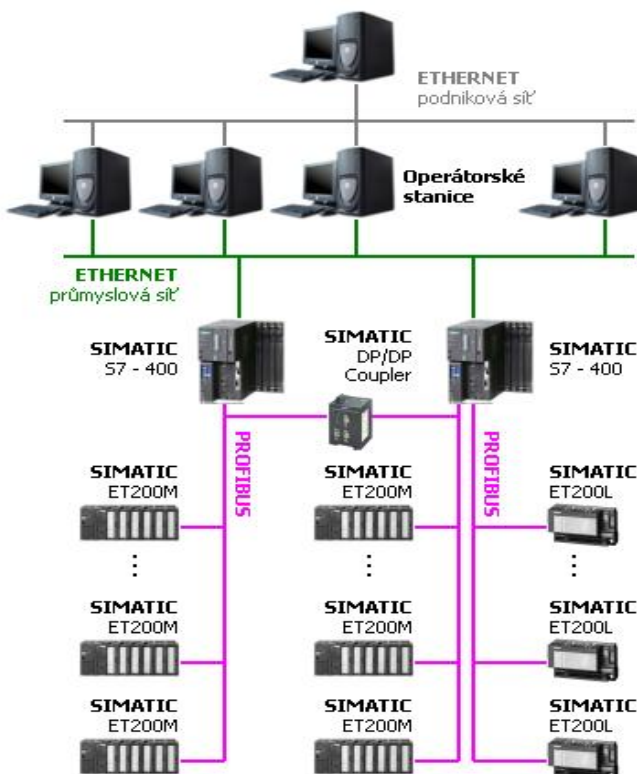 ETHERNET
podniková síť
Operátorské
stanice
ETHERNET
průmyslová síť
SIMATIC
S7 - 400
SIMATIC
DP/DP
Coupler
SIMATIC
S7 - 400
PROFIBUS
PROFIBUS
SIMATIC
ET200M
SIMATIC
ET200M
SIMATIC
ET200L
SIMATIC
ET200M
SIMATIC
ET200M
SIMATIC
ET200L
SIMATIC
ET200M
SIMATIC
ET200M
SIMATIC
ET200L